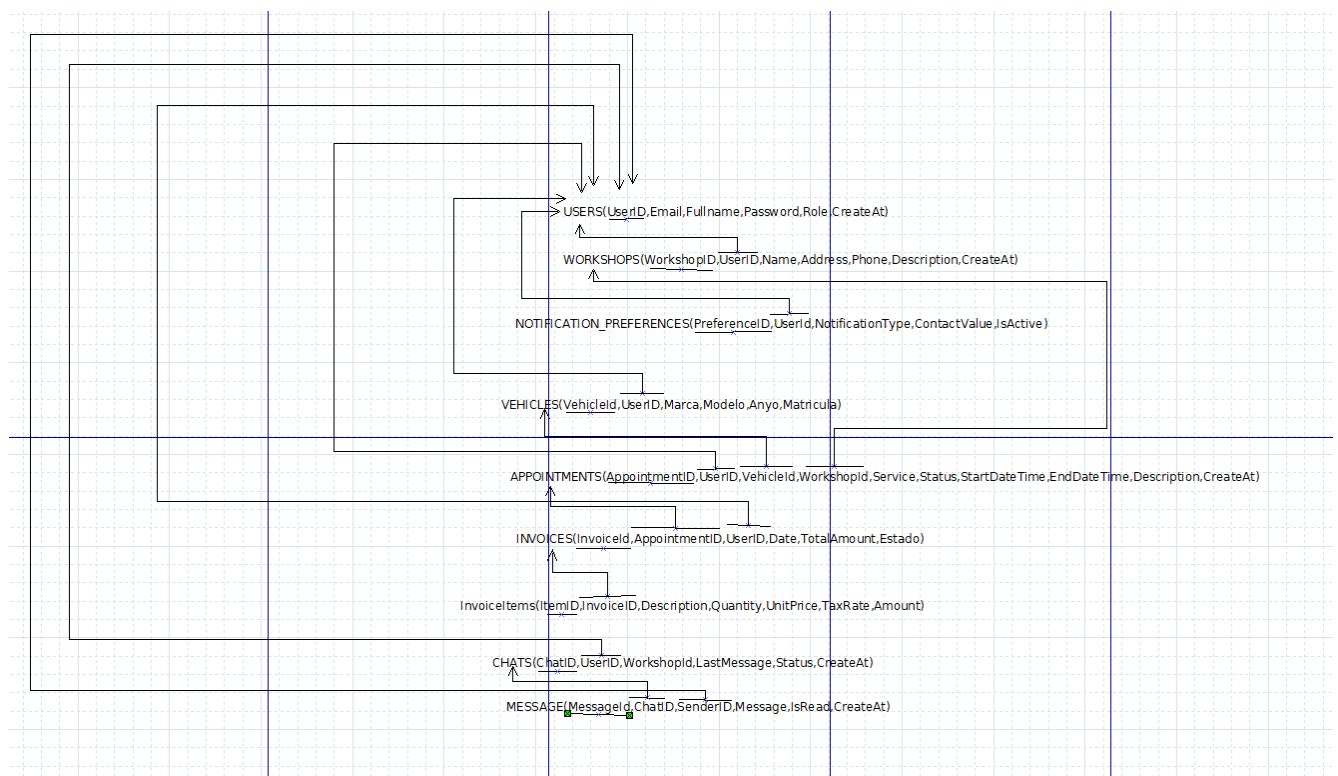 USERS(UserID,Email,Fullname,Password,Role,CreateAt)
WORKSHOPS(WorkshopID,UserID,Name,Address,Phone,Description,CreateAt)
NOTIFICATION_PREFERENCES(PreferenceID,UserId,NotificationType,ContactValue,IsActive)
VEHICLES(VehicleId,UserID,Marca,Modelo,Anyo,Matricula)
APPOINTMENTS(AppointmentID,UserID,VehicleId,WorkshopId,Service,Status,StartDateTime,EndDateTime,Description,CreateAt)
INVOICES(InvoiceId,AppointmentID,UserID,Date,TotalAmount,Estado)
InvoiceItems(ItemID,InvoiceID,Description,Quantity,UnitPrice,TaxRate,Amount)
CHATS(ChatID,UserID,WorkshopId,LastMessage,Status,CreateAt)
MESSAGE(MessageId,ChatID,SenderID,Message,IsRead,CreateAt)